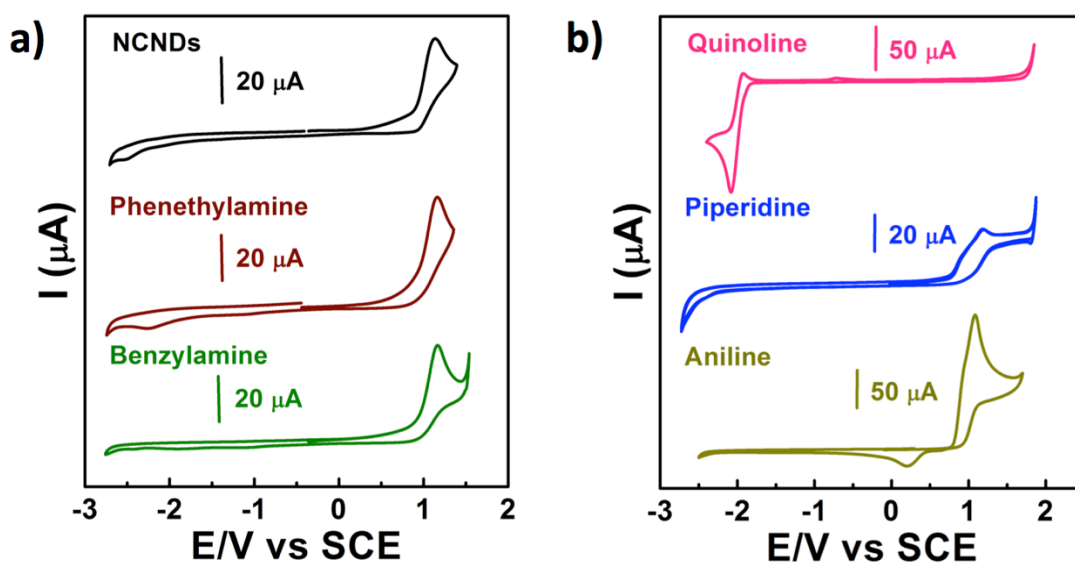 a)
NCNDs
20 μA
Phenethylamine
20 μA
Benzylamine
20 μA
I (μA)
-3 -2 -1 0 1 2
E/V vs SCE
b)
Quinoline
50 μA
Piperidine
20 μA
Aniline
50 μA
I (μA)
-3 -2 -1 0 1 2
E/V vs SCE